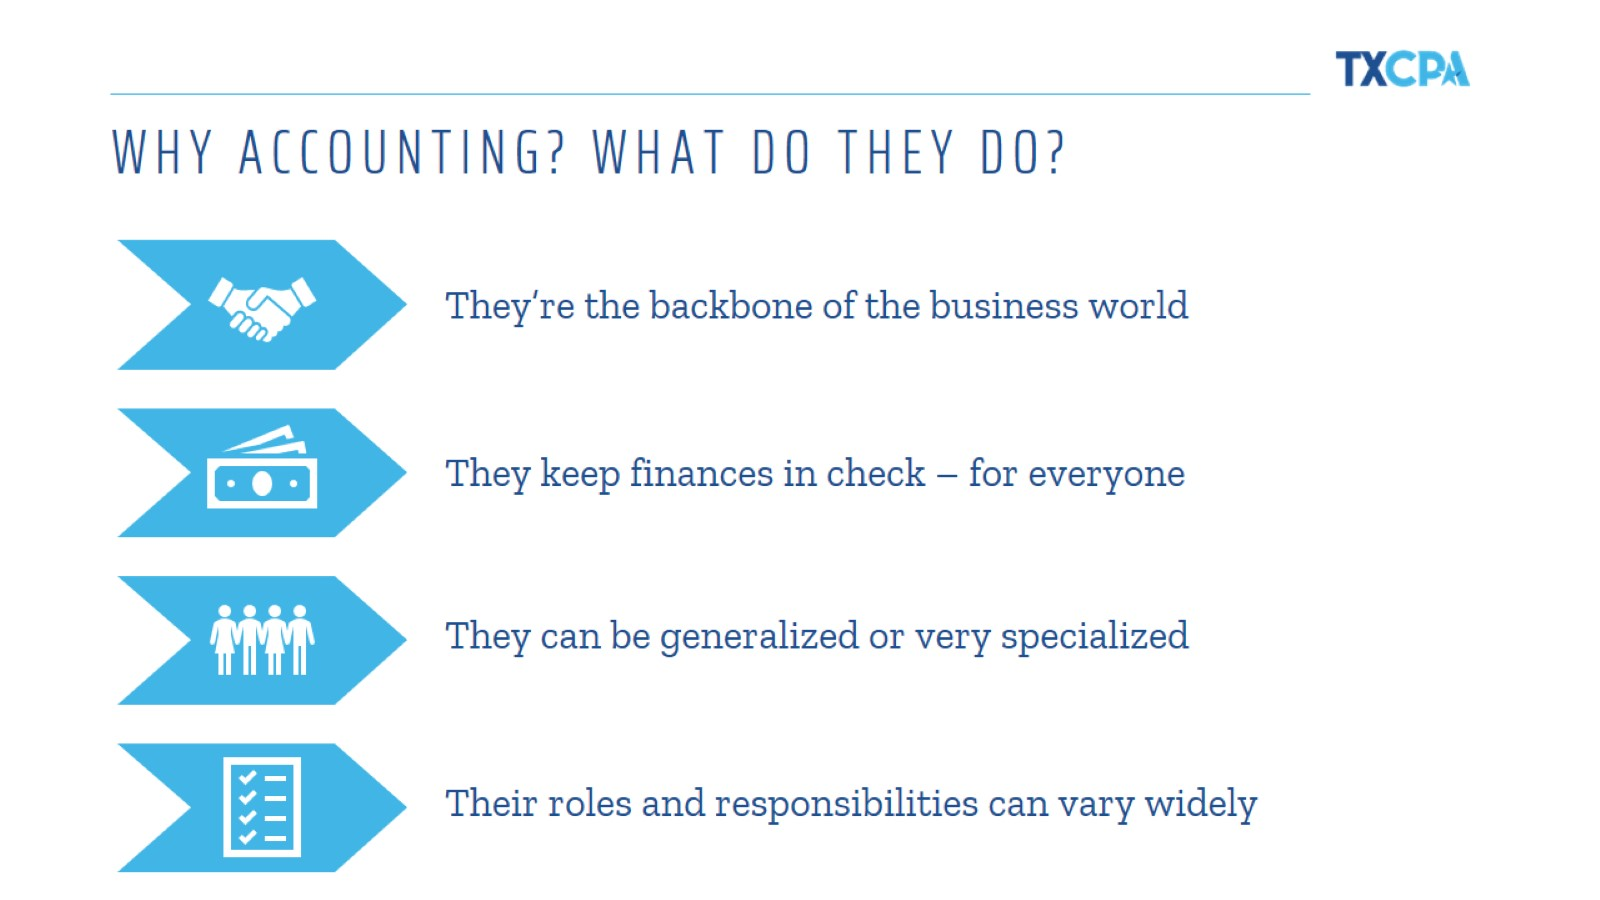 TXCPA
WHY ACCOUNTING? WHAT DO THEY DO?
They‘re the backbone of the business world
They keep finances in check – for everyone
They can be generalized or very specialized
Their roles and responsibilities can vary widely